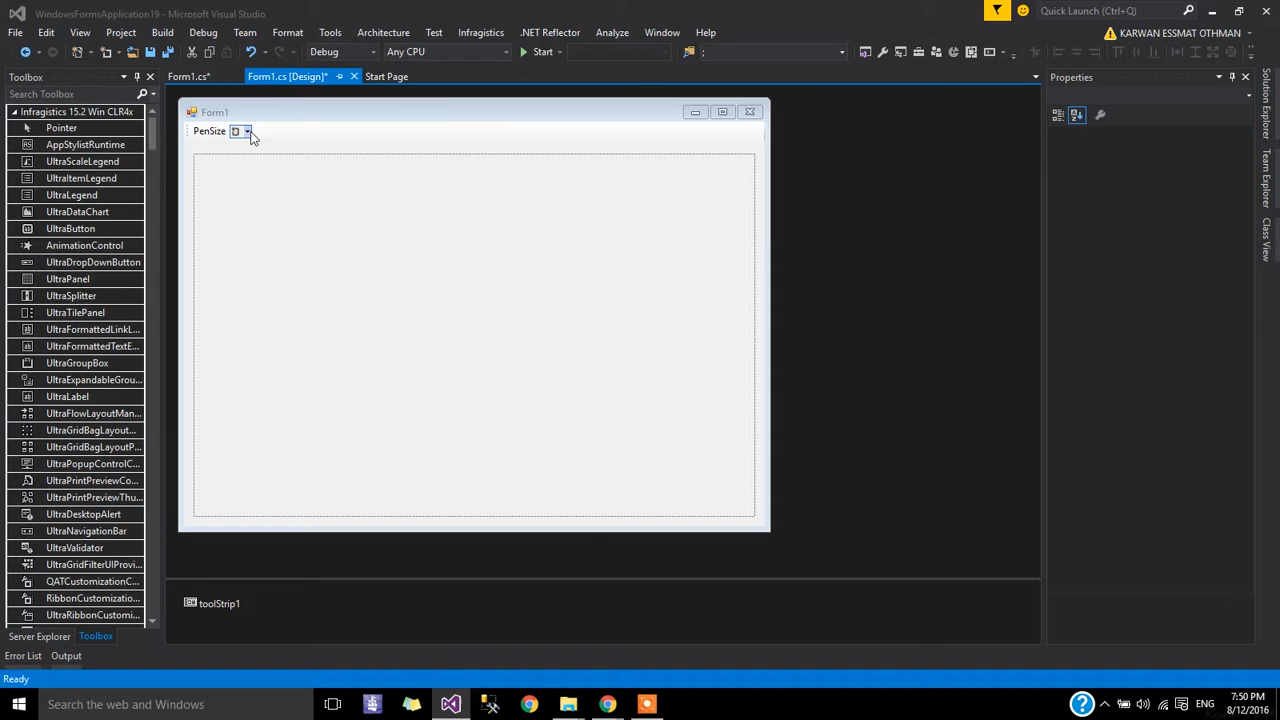 WindowsFormsApplication19 - Microsoft Visual Studio
Quick Launch (Ctrl+Q)
File Edit View Project Build Debug Team Format Tools Architecture Test Infragistics .NET Reflector Analyze Window Help
KARWAN ESSMAT OTHMAN
Debug Any CPU Start ;
Toolbox
Form1.cs* Form1.cs [Design]* Start Page
Properties
Search Toolbox
Infragistics 15.2 Win CLR4x
Pointer
AppStylistRuntime
UltraScaleLegend
UltraItemLegend
UltraLegend
UltraDataChart
UltraButton
AnimationControl
UltraDropDownButton
UltraPanel
UltraSplitter
UltraTilePanel
UltraFormattedLinkL...
UltraFormattedTextE...
UltraGroupBox
UltraExpandableGrou...
UltraLabel
UltraFlowLayoutMan...
UltraGridBagLayout...
UltraGridBagLayoutP...
UltraPopupControlC...
UltraPrintPreviewCo...
UltraPrintPreviewThu...
UltraDesktopAlert
UltraNavigationBar
UltraValidator
UltraGridFilterUIProvi...
QATCustomizationC...
RibbonCustomizatio...
UltraRibbonCustomi...
Form1
PenSize
toolStrip1
Solution Explorer
Team Explorer
Class View
Server Explorer Toolbox
Error List Output
Ready
Search the web and Windows
ENG
7:50 PM
8/12/2016